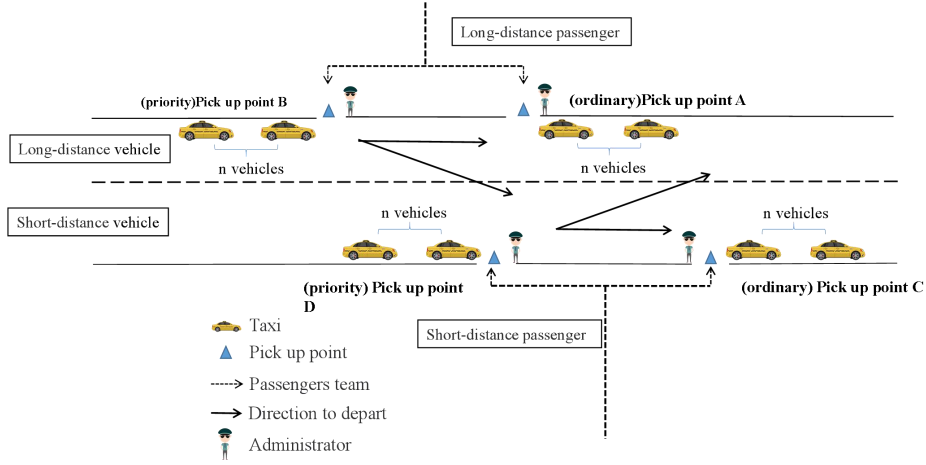 Long-distance passenger
(priority)Pick up point B
(ordinary)Pick up point A
Long-distance vehicle
n vehicles
n vehicles
Short-distance vehicle
n vehicles
n vehicles
(priority) Pick up point
D
(ordinary) Pick up point C
Short-distance passenger
Taxi
Pick up point
Passengers team
Direction to depart
Administrator